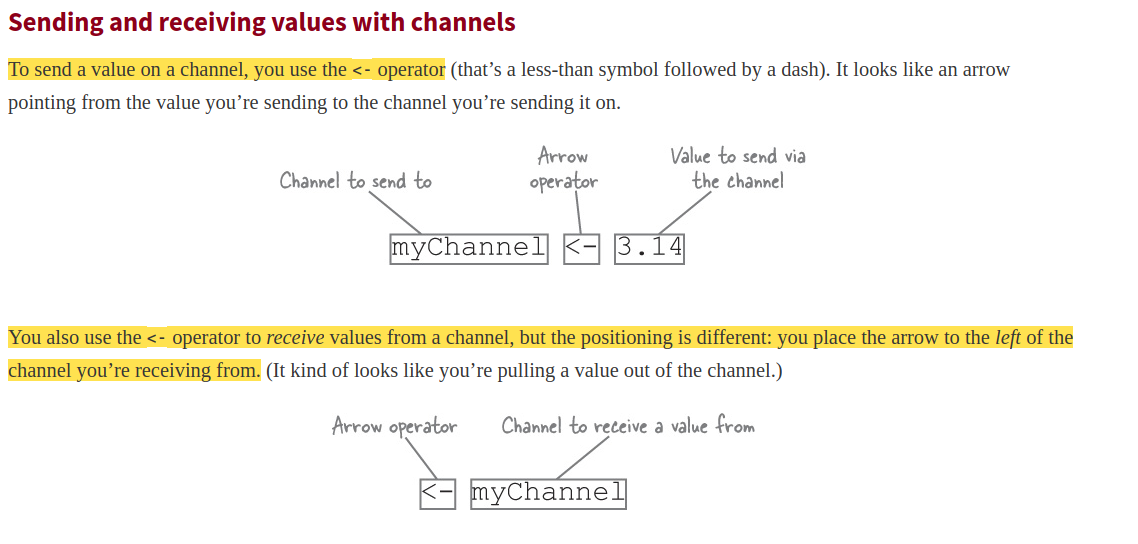 Sending and receiving values with channels
To send a value on a channel, you use the <- operator (that’s a less-than symbol followed by a dash). It looks like an arrow
pointing from the value you’re sending to the channel you’re sending it on.
Channel to send to
Arrow
operator
Value to send via
the channel
myChannel <- 3.14
You also use the <- operator to receive values from a channel, but the positioning is different: you place the arrow to the left of the
channel you’re receiving from. (It kind of looks like you’re pulling a value out of the channel.)
Arrow operator
Channel to receive a value from
<- myChannel